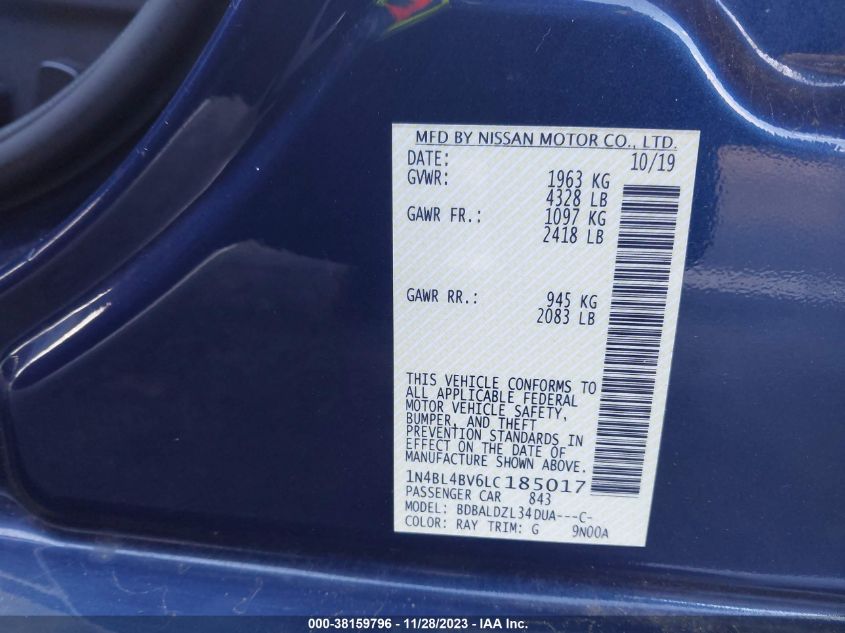 MFD BY NISSAN MOTOR CO., LTD.
DATE: 10/19
GVWR: 1963 KG
4328 LB
GAWR FR.: 1097 KG
2418 LB
GAWR RR.: 945 KG
2083 LB
THIS VEHICLE CONFORMS TO
ALL APPLICABLE FEDERAL
MOTOR VEHICLE SAFETY,
BUMPER, AND THEFT
PREVENTION STANDARDS IN
EFFECT ON THE DATE OF
MANUFACTURE SHOWN ABOVE.
1N4BL4BV6LC185017
PASSENGER CAR 843
MODEL: BDBALDZL34DUA---C-
COLOR: RAY TRIM: G 9N00A
000-38159796 - 11/28/2023 - IAA Inc.